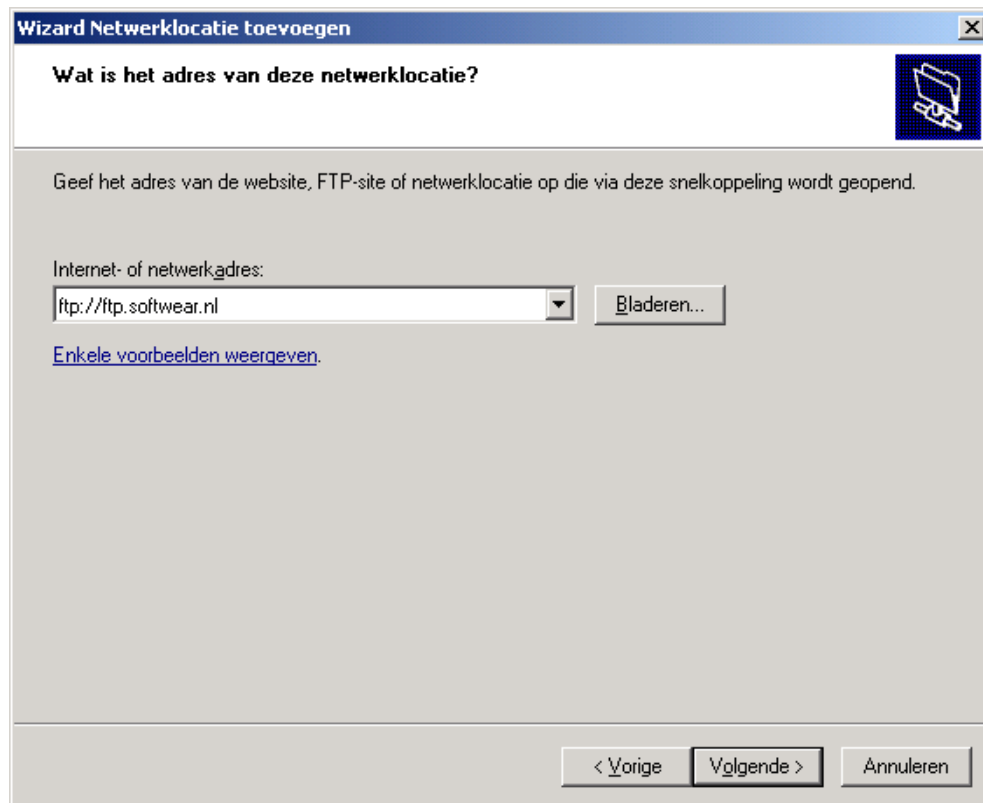 Wizard Netwerklocatie toevoegen
Wat is het adres van deze netwerklocatie?
Geef het adres van de website, FTP-site of netwerklocatie op die via deze snelkoppeling wordt geopend.
Internet- of netwerkadres:
ftp://ftp.softwear.nl
Bladeren...
Enkele voorbeelden weergeven.
< Vorige
Volgende >
Annuleren